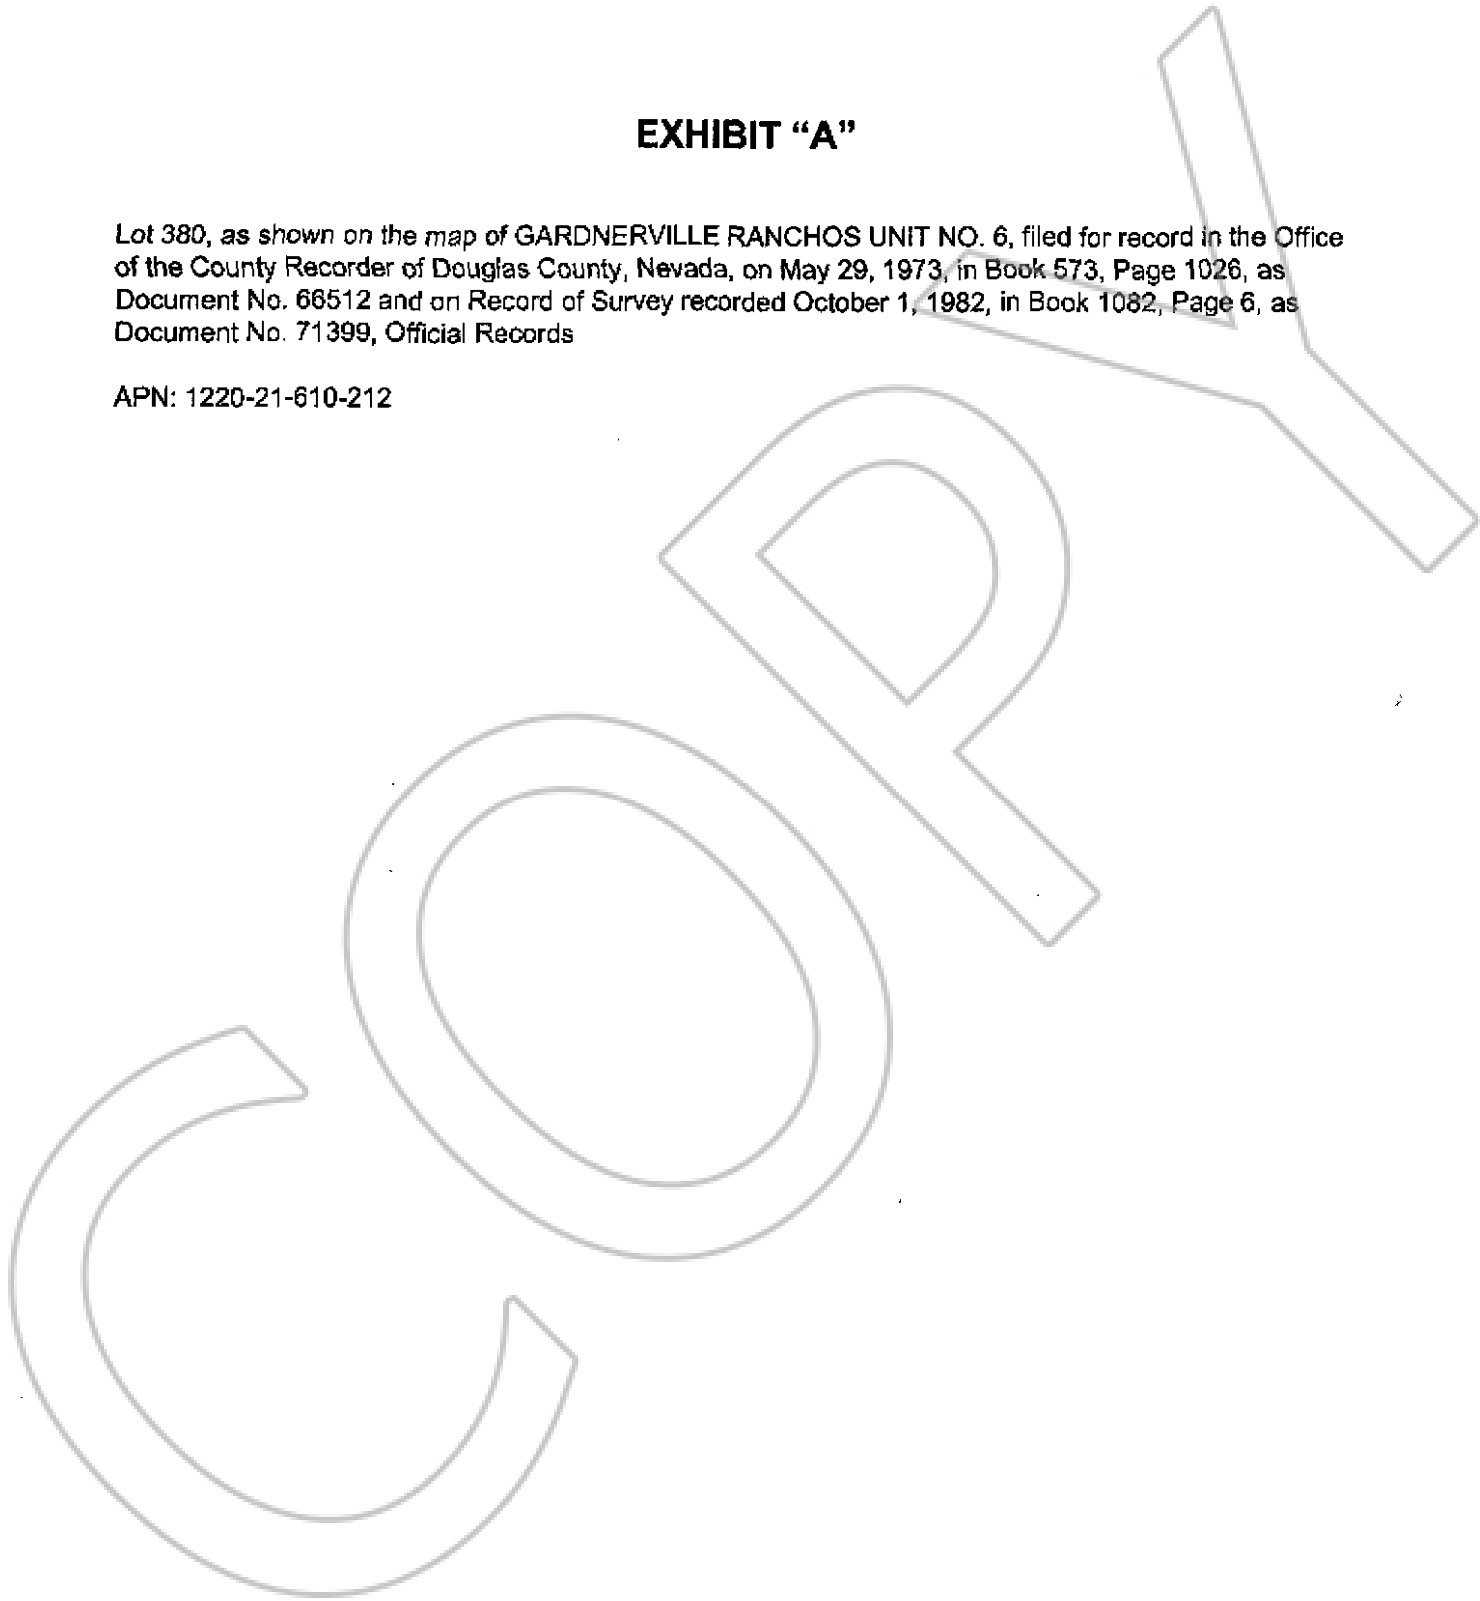 EXHIBIT “A”
Lot 380, as shown on the map of GARDNERVILLE RANCHOS UNIT NO. 6, filed for record in the Office
of the County Recorder of Douglas County, Nevada, on May 29, 1973, in Book 573, Page 1026, as
Document No. 66512 and on Record of Survey recorded October 1, 1982, in Book 1082, Page 6, as
Document No. 71399, Official Records
APN: 1220-21-610-212
COPY